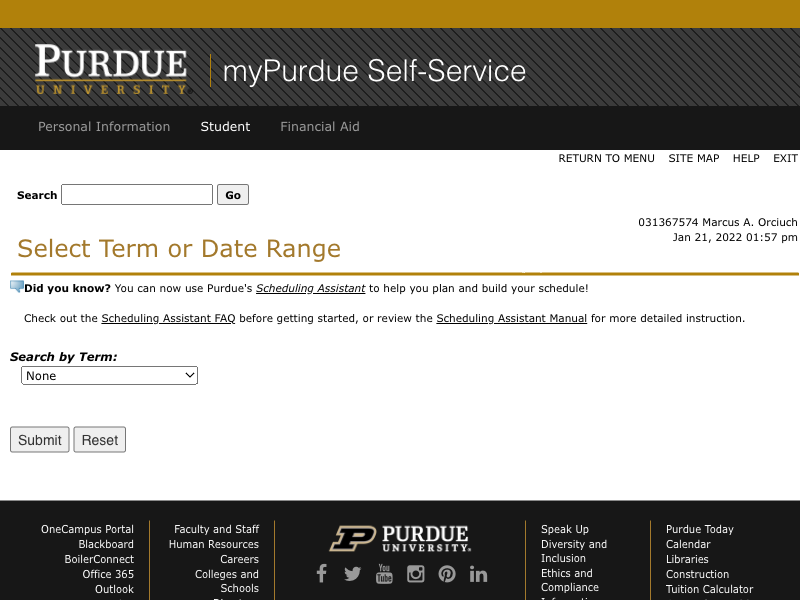 PURDUE
UNIVERSITY
myPurdue Self-Service
Personal Information Student Financial Aid
RETURN TO MENU SITE MAP HELP EXIT
Search Go
031367574 Marcus A. Orciuch
Jan 21, 2022 01:57 pm
Select Term or Date Range
Did you know? You can now use Purdue's Scheduling Assistant to help you plan and build your schedule!
Check out the Scheduling Assistant FAQ before getting started, or review the Scheduling Assistant Manual for more detailed instruction.
Search by Term:
None
Submit Reset
OneCampus Portal
Blackboard
BoilerConnect
Office 365
Outlook
Faculty and Staff
Human Resources
Careers
Colleges and
Schools
P PURDUE
UNIVERSITY.
f You Tube in
Speak Up
Diversity and
Inclusion
Ethics and
Compliance
Purdue Today
Calendar
Libraries
Construction
Tuition Calculator